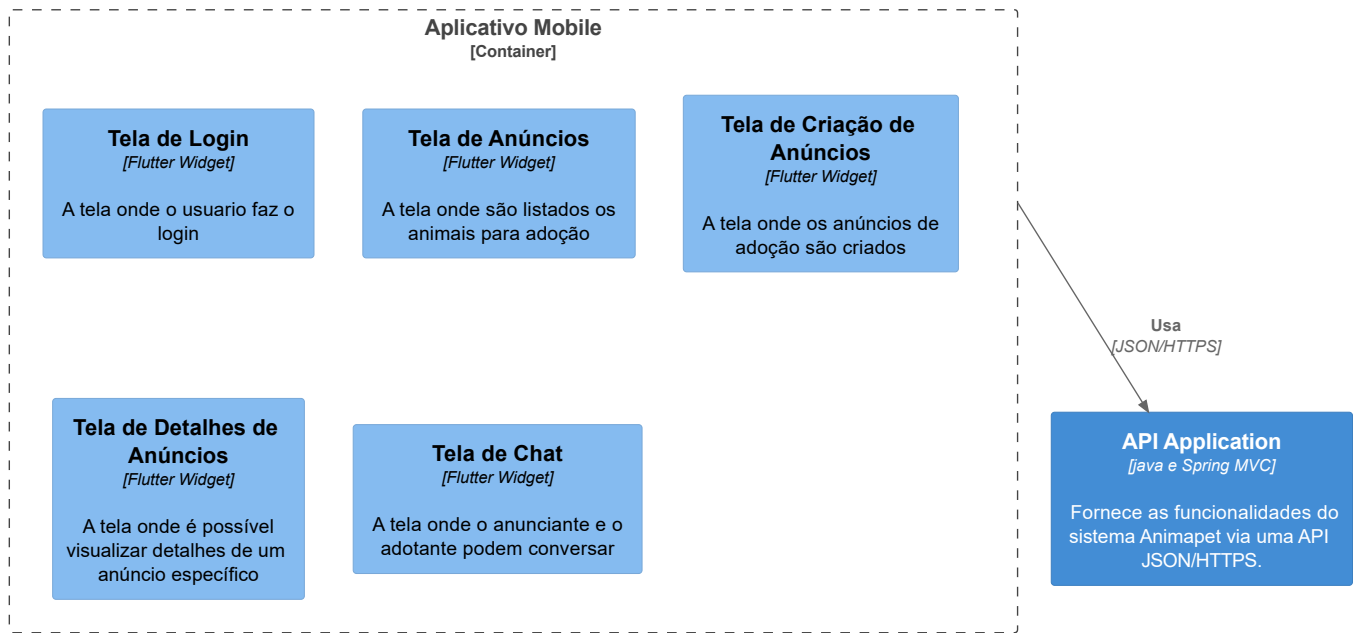 Aplicativo Mobile
[Container]
Tela de Login
[Flutter Widget]
A tela onde o usuario faz o
login
Tela de Anúncios
[Flutter Widget]
A tela onde são listados os
animais para adoção
Tela de Criação de
Anúncios
[Flutter Widget]
A tela onde os anúncios de
adoção são criados
Usa
[JSON/HTTPS]
Tela de Detalhes de
Anúncios
[Flutter Widget]
A tela onde é possível
visualizar detalhes de um
anúncio específico
Tela de Chat
[Flutter Widget]
A tela onde o anunciante e o
adotante podem conversar
API Application
[java e Spring MVC]
Fornece as funcionalidades do
sistema Animapet via uma API
JSON/HTTPS.